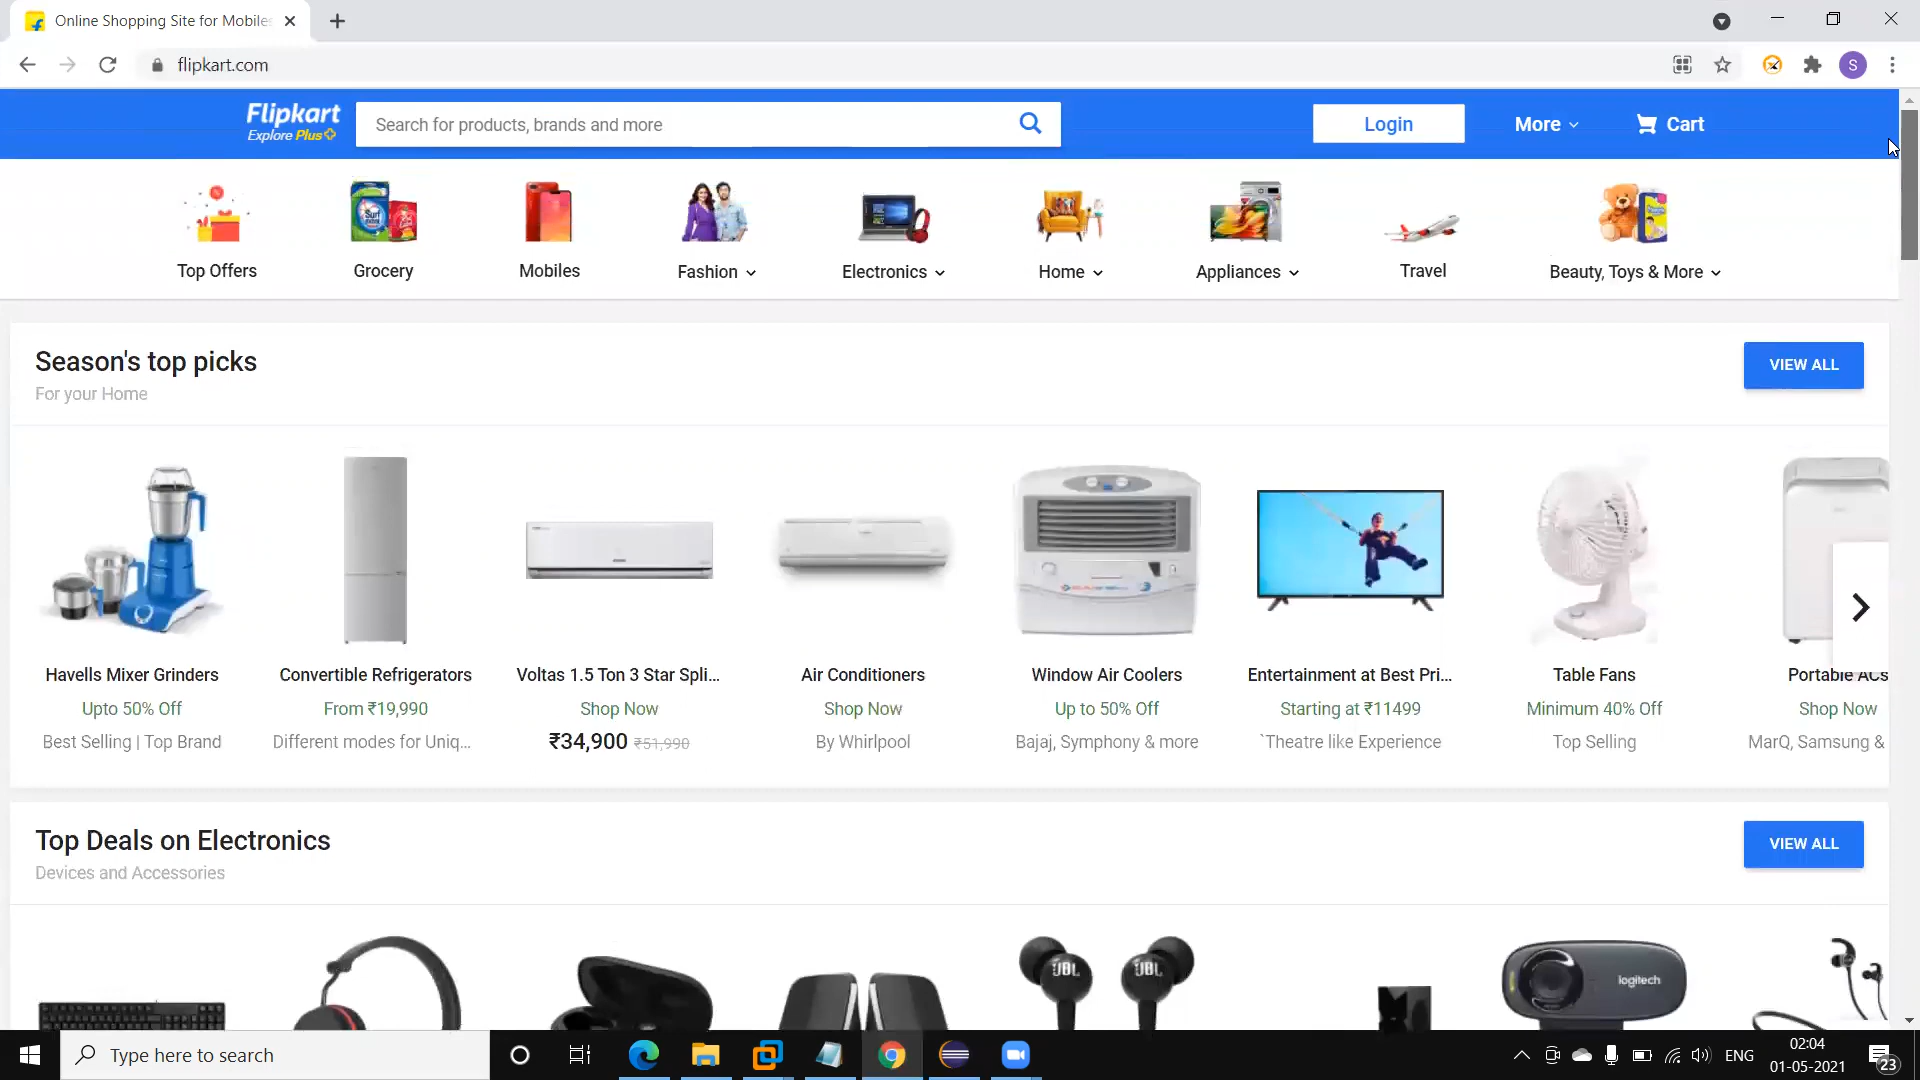 Online Shopping Site for Mobiles
flipkart.com
S
Flipkart
Explore Plus
Search for products, brands and more
Login
More
Cart
Top Offers
Grocery
Mobiles
Fashion
Electronics
Home
Appliances
Travel
Beauty, Toys & More
Season's top picks
For your Home
VIEW ALL
Havells Mixer Grinders
Upto 50% Off
Best Selling | Top Brand
Convertible Refrigerators
From ₹19,990
Different modes for Uniq...
Voltas 1.5 Ton 3 Star Spli...
Shop Now
₹34,900 ₹51,990
Air Conditioners
Shop Now
By Whirlpool
Window Air Coolers
Up to 50% Off
Bajaj, Symphony & more
Entertainment at Best Pri...
Starting at ₹11499
`Theatre like Experience
Table Fans
Minimum 40% Off
Top Selling
Portable ACs
Shop Now
MarQ, Samsung &
Top Deals on Electronics
Devices and Accessories
VIEW ALL
JBL
JBL
logitech
Type here to search
ENG
02:04
01-05-2021
23